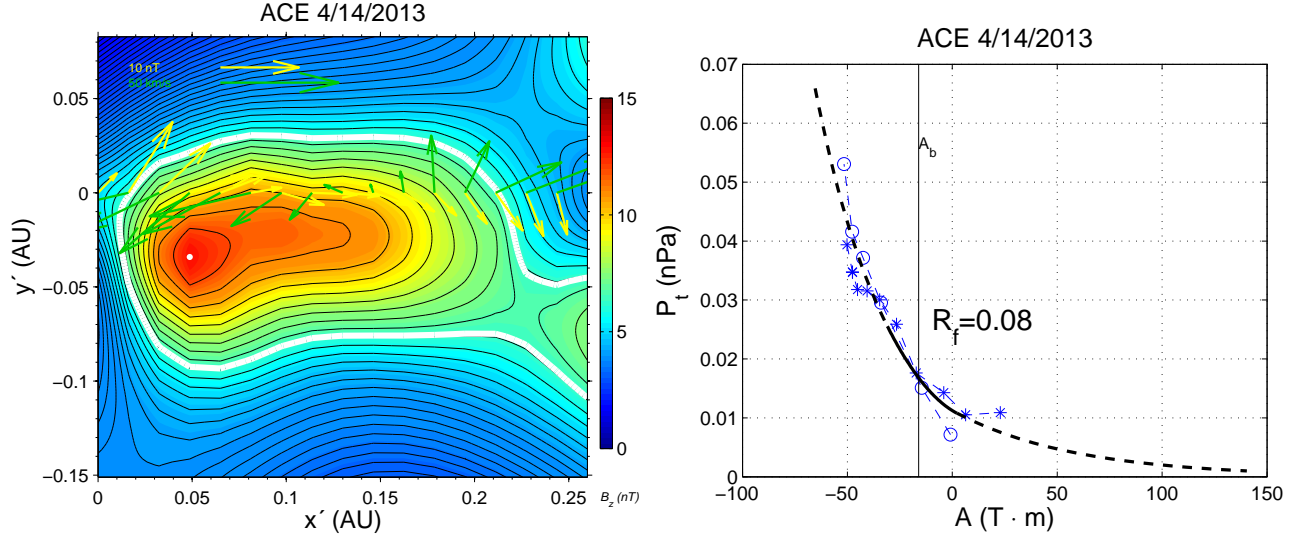 ACE 4/14/2013
10 nT
50 km/s
y´ (AU)
0.05
0
−0.05
−0.1
−0.15
0
0.05
0.1
0.15
0.2
0.25
x´ (AU)
15
10
5
0
B_z (nT)
ACE 4/14/2013
P_t (nPa)
0.07
0.06
0.05
0.04
0.03
0.02
0.01
0
A_b
R_f=0.08
−100
−50
0
50
100
150
A (T · m)